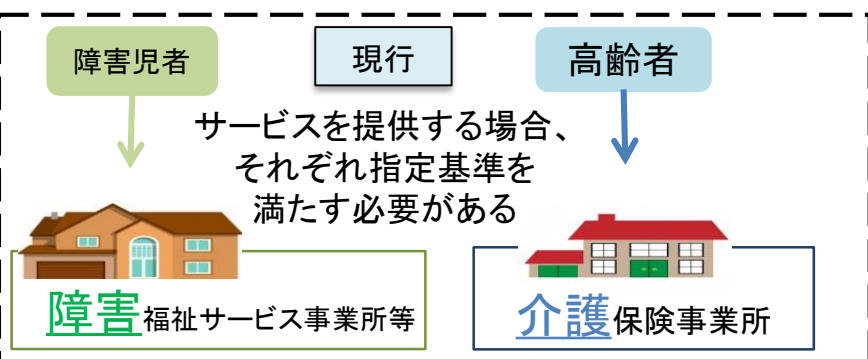 障害児者
現行
高齢者
サービスを提供する場合、
それぞれ指定基準を
満たす必要がある
障害福祉サービス事業所等
介護保険事業所